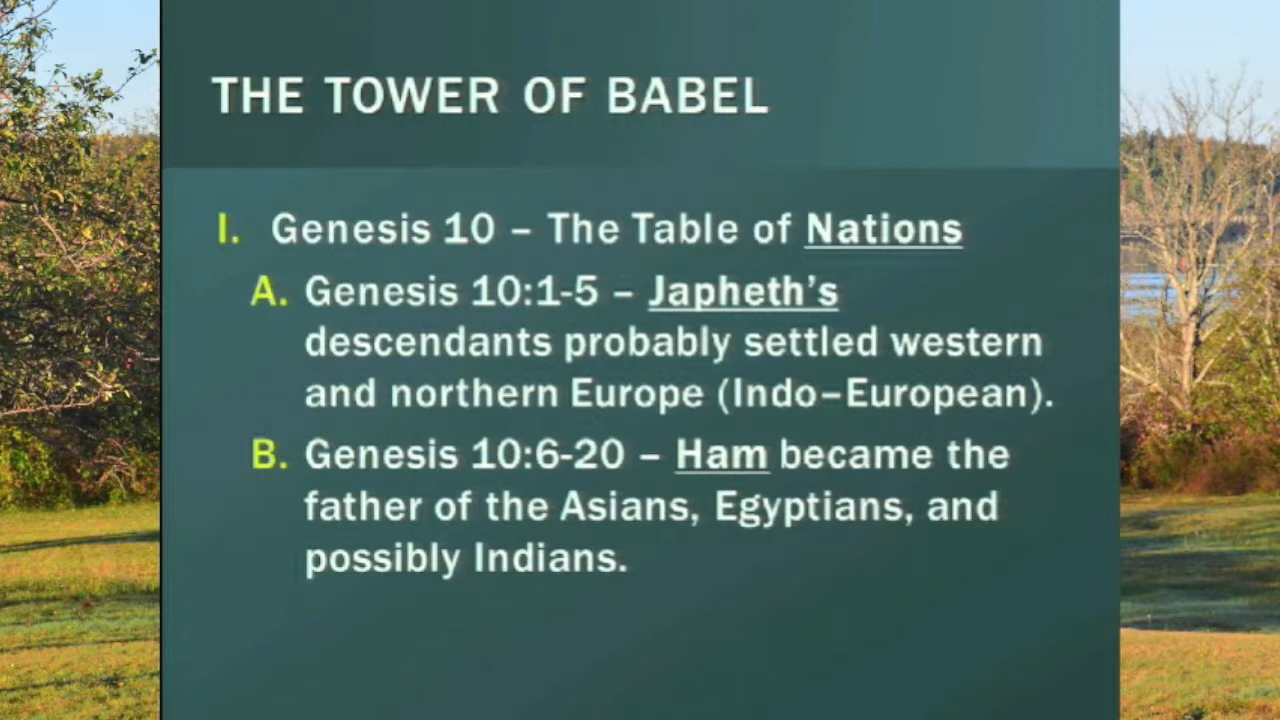 THE TOWER OF BABEL
I. Genesis 10 – The Table of Nations
A. Genesis 10:1-5 – Japheth's
descendants probably settled western
and northern Europe (Indo–European).
B. Genesis 10:6-20 – Ham became the
father of the Asians, Egyptians, and
possibly Indians.